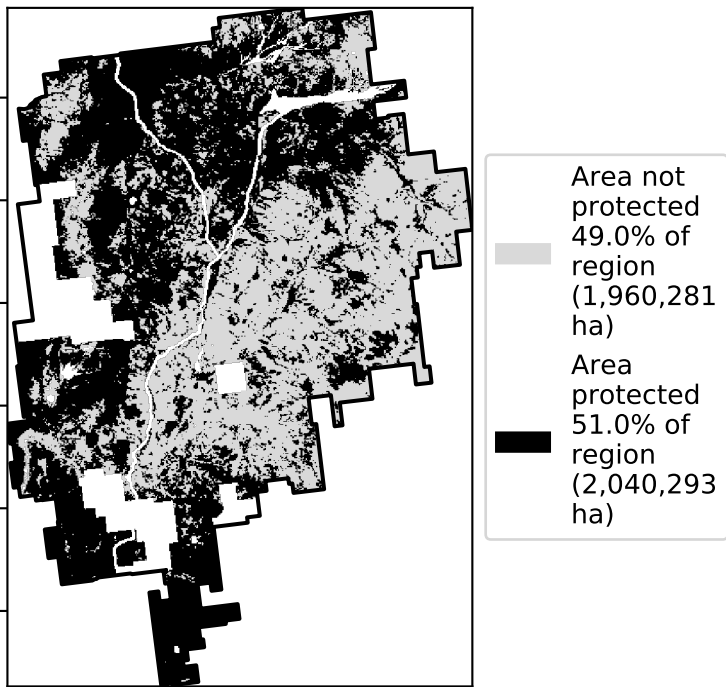 Area not
protected
49.0% of
region
(1,960,281
ha)
Area
protected
51.0% of
region
(2,040,293
ha)